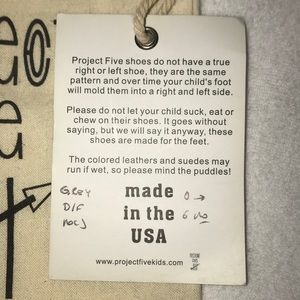 Project Five shoes do not have a true
right or left shoe, they are the same
pattern and over time your child's foot
will mold them into a right and left side.
Please do not let your child suck, eat or
chew on their shoes. It goes without
saying, but we will say it anyway, these
shoes are made for the feet.
The colored leathers and suedes may
run if wet, so please mind the puddles!
GREY
made
in the
USA
www.projectfivekids.com